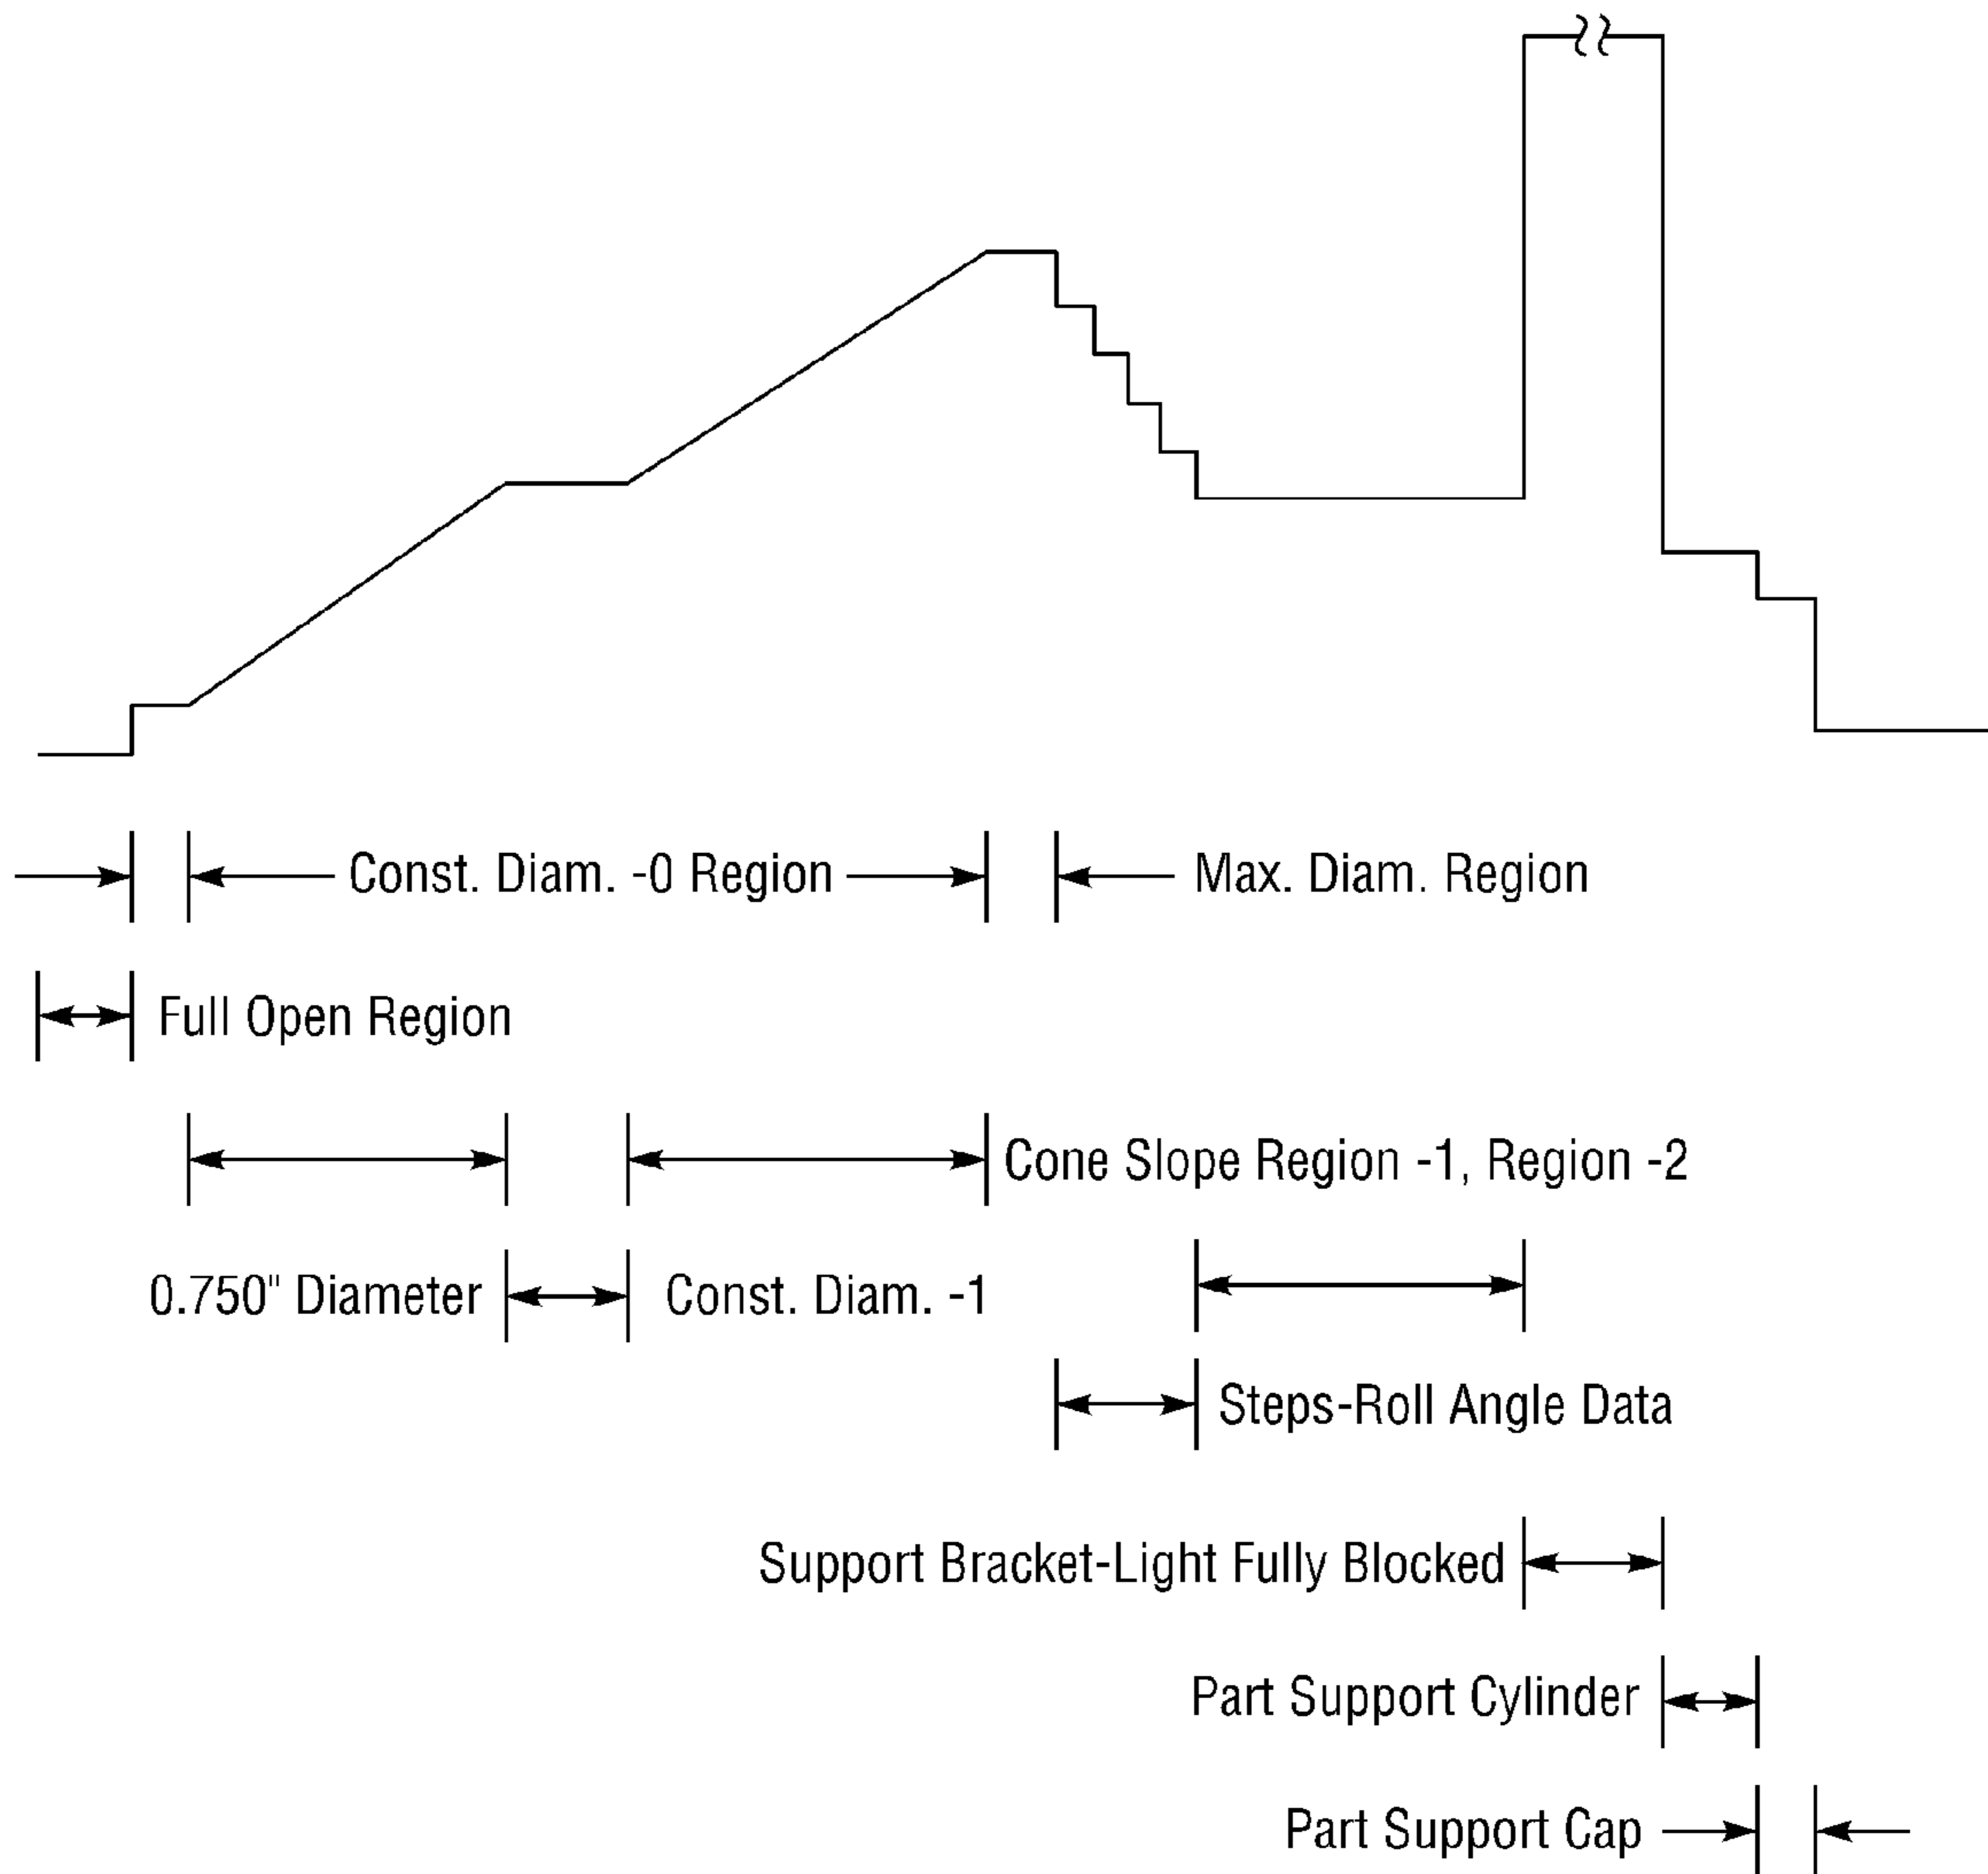 Const. Diam. -0 Region
Max. Diam. Region
Full Open Region
Cone Slope Region -1, Region -2
0.750" Diameter
Const. Diam. -1
Steps-Roll Angle Data
Support Bracket-Light Fully Blocked
Part Support Cylinder
Part Support Cap